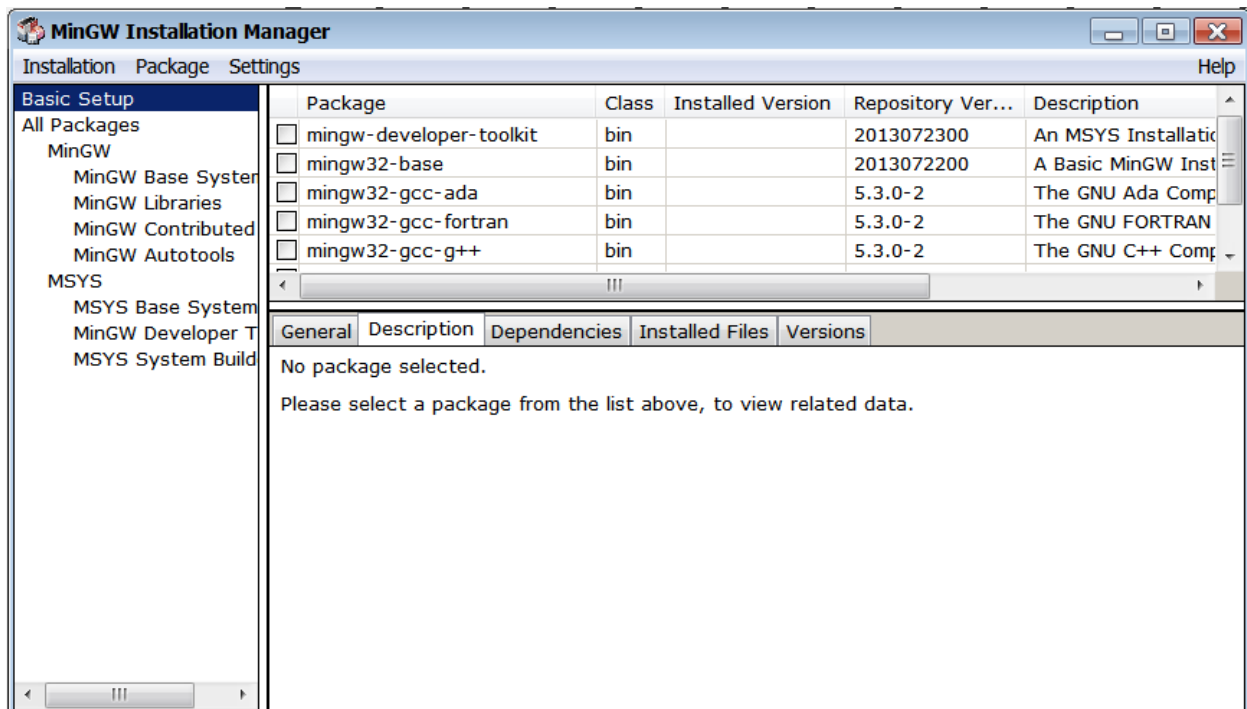 MinGW Installation Manager
Installation Package Settings Help
Basic Setup
All Packages
MinGW
MinGW Base System
MinGW Libraries
MinGW Contributed
MinGW Autotools
MSYS
MSYS Base System
MinGW Developer T
MSYS System Build
Package Class Installed Version Repository Ver... Description
mingw-developer-toolkit bin 2013072300 An MSYS Installatic
mingw32-base bin 2013072200 A Basic MinGW Inst
mingw32-gcc-ada bin 5.3.0-2 The GNU Ada Comp
mingw32-gcc-fortran bin 5.3.0-2 The GNU FORTRAN
mingw32-gcc-g++ bin 5.3.0-2 The GNU C++ Comp
General Description Dependencies Installed Files Versions
No package selected.
Please select a package from the list above, to view related data.